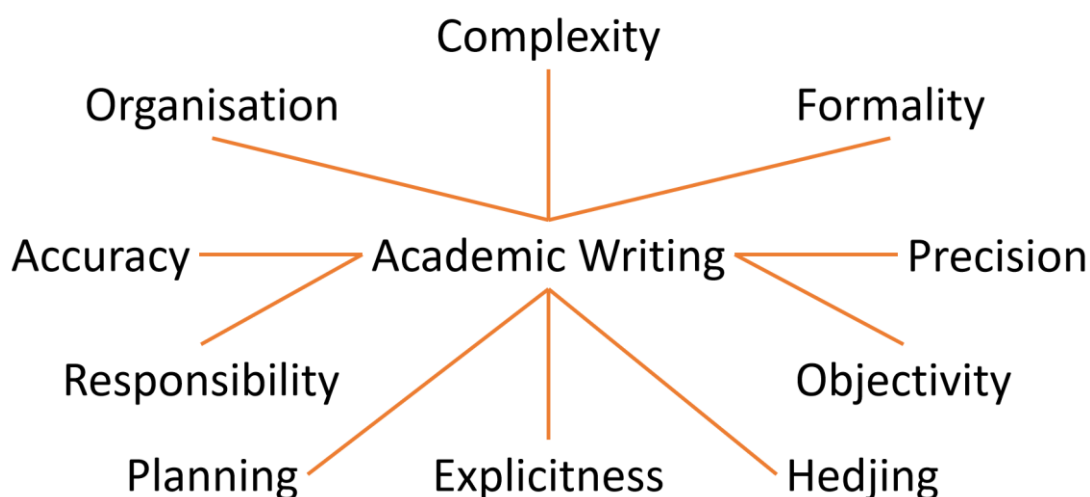 Complexity
Organisation
Formality
Accuracy
Academic Writing
Precision
Responsibility
Objectivity
Planning
Explicitness
Hedjing